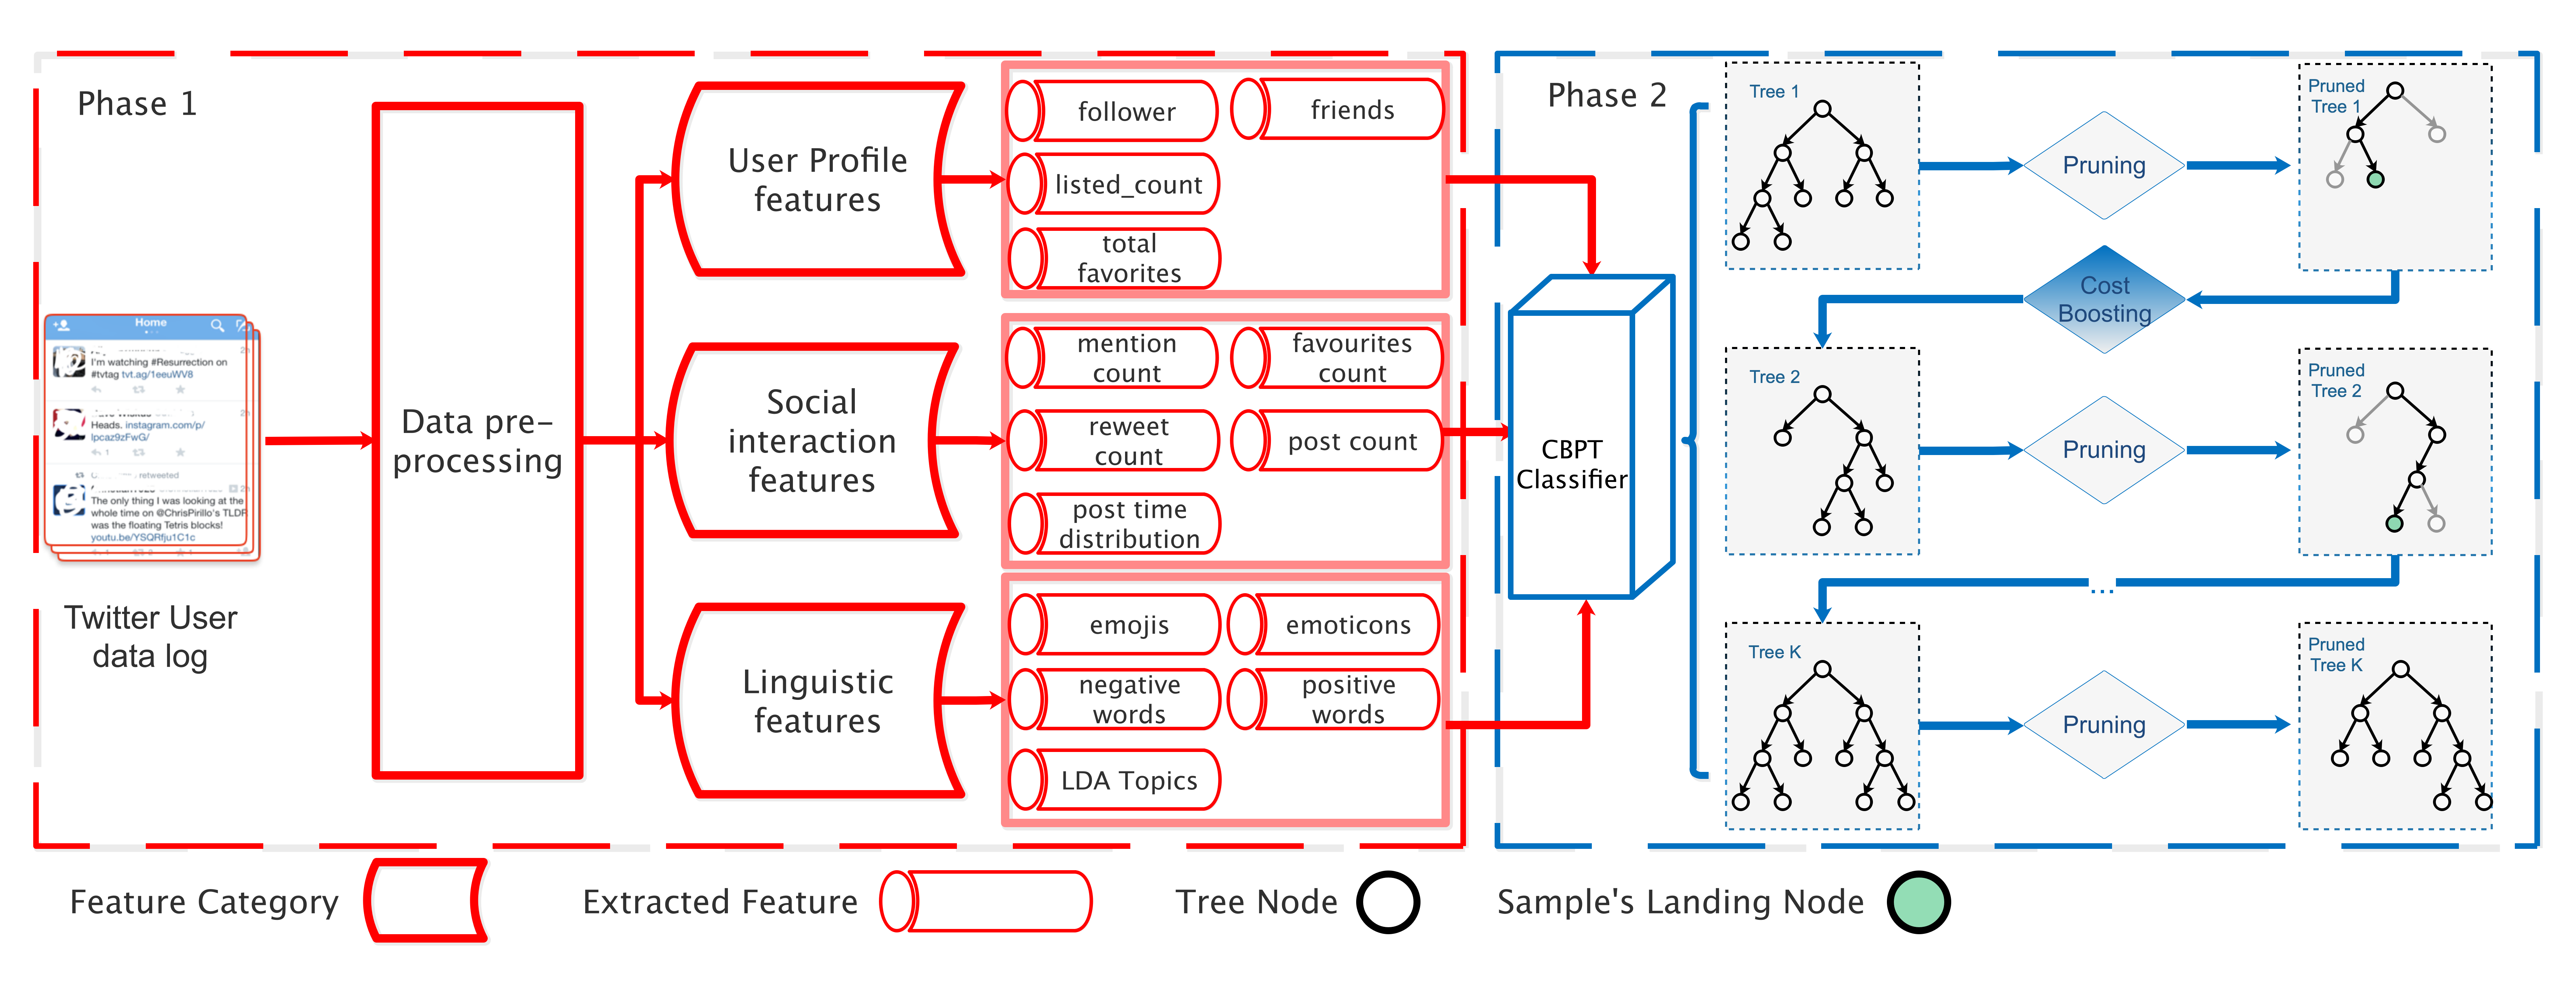 Phase 1
Home
I'm watching #Resurrection on
#tvtag tvt.ag/1eeuWV8
Heads. instagram.com/p/
lpcaz9zFwG/
retweeted
The only thing I was looking at the
whole time on @ChrisPirillo's TLDR
was the floating Tetris blocks!
youtu.be/YSQRfju1C1c
Twitter User
data log
Data pre-
processing
User Profile
features
follower
friends
listed_count
total
favorites
Social
interaction
features
mention
count
favourites
count
reweet
count
post count
post time
distribution
Linguistic
features
emojis
emoticons
negative
words
positive
words
LDA Topics
Phase 2
CBPT
Classifier
Tree 1
Pruning
Pruned
Tree 1
Cost
Boosting
Tree 2
Pruning
Pruned
Tree 2
...
Tree K
Pruning
Pruned
Tree K
Feature Category
Extracted Feature
Tree Node
Sample's Landing Node